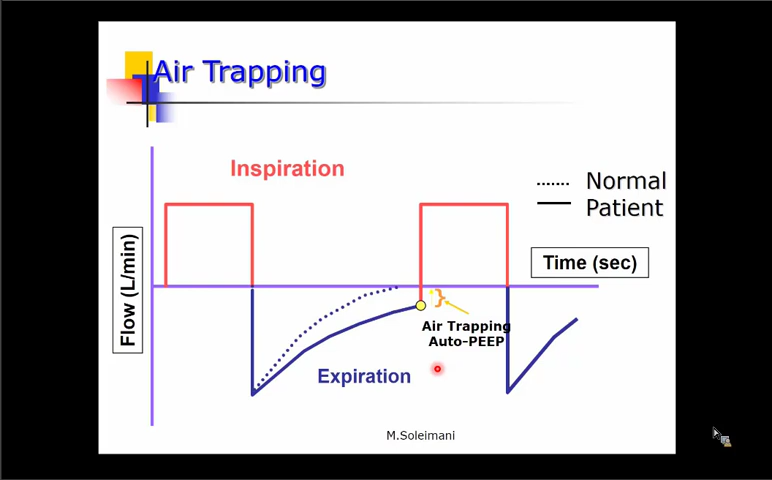 Air Trapping
Inspiration
Normal
Patient
Time (sec)
Flow (L/min)
Air Trapping
Auto-PEEP
Expiration
M.Soleimani